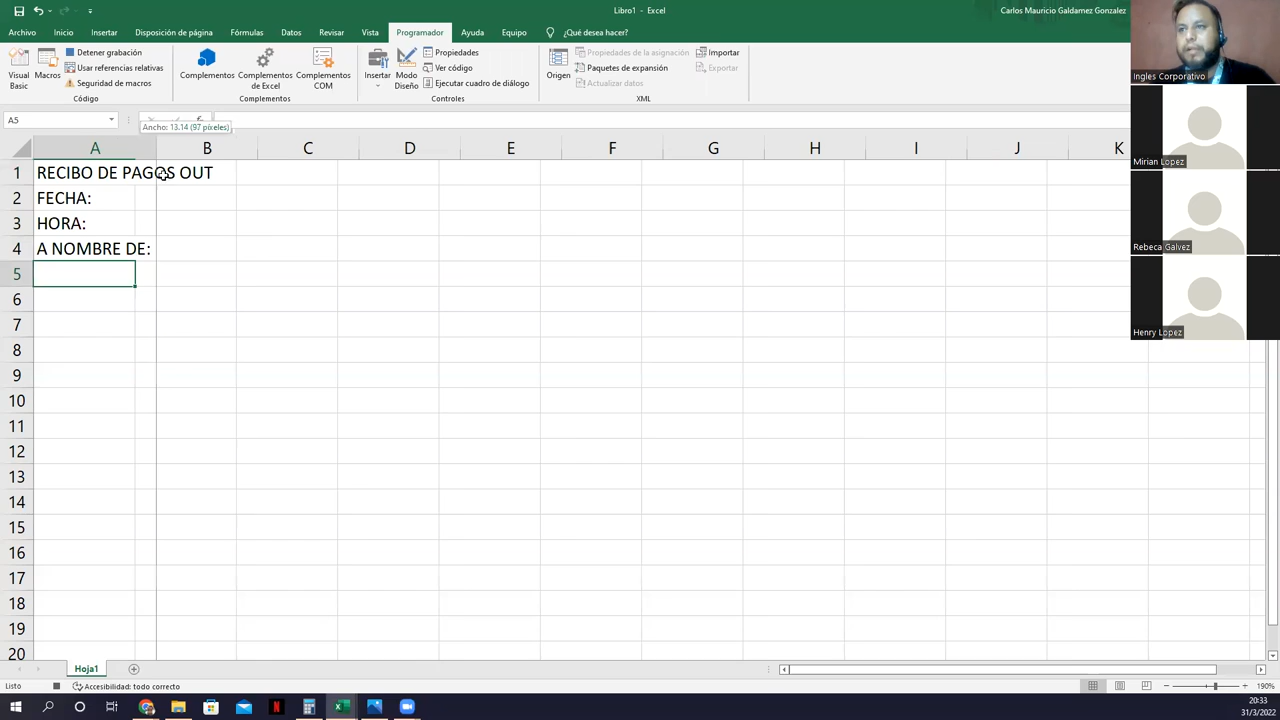 Libro1 - Excel
Carlos Mauricio Galdamez Gonzalez
Archivo Inicio Insertar Disposición de página Fórmulas Datos Revisar Vista Programador Ayuda Equipo ¿Qué desea hacer?
Visual Basic
Macros
Detener grabación
Usar referencias relativas
Seguridad de macros
Código
Complementos
Complementos de Excel
Complementos COM
Complementos
Insertar
Modo Diseño
Propiedades
Ver código
Ejecutar cuadro de diálogo
Controles
Origen
Propiedades de la asignación
Paquetes de expansión
Actualizar datos
Importar
Exportar
XML
A5
Ancho: 13.14 (97 píxeles)
A B C D E F G H I J K
1 RECIBO DE PAGOS OUT
2 FECHA:
3 HORA:
4 A NOMBRE DE:
5
6
7
8
9
10
11
12
13
14
15
16
17
18
19
20
Ingles Corporativo
Mirian Lopez
Rebeca Galvez
Henry Lopez
Hoja1
Listo
Accesibilidad: todo correcto
190%
20:33
31/3/2022